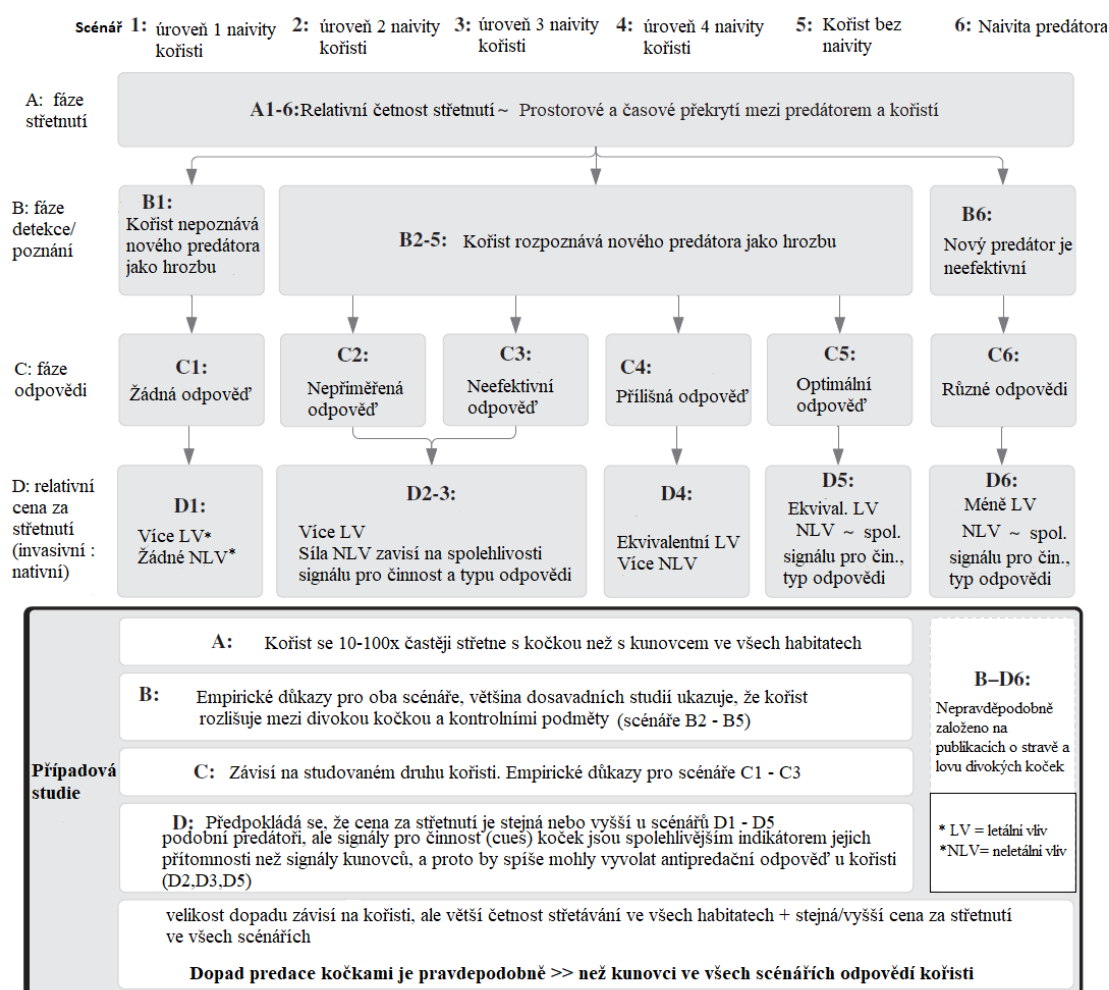 Scénář 1: úroveň 1 naivity kořisti
2: úroveň 2 naivity kořisti
3: úroveň 3 naivity kořisti
4: úroveň 4 naivity kořisti
5: Kořist bez naivity
6: Naivita predátora
A: fáze střetnutí
A1-6:Relativní četnost střetnutí ~ Prostorové a časové překrytí mezi predátorem a kořistí
B: fáze
detekce/
poznání
B1:
Kořist nepoznává
nového predátora
jako hrozbu
B2-5: Kořist rozpoznává nového predátora jako hrozbu
B6:
Nový predátor je
neefektivní
C: fáze
odpovědi
C1:
Žádná odpověď
C2:
Nepřiměřená
odpověď
C3:
Neefektivní
odpověď
C4:
Přílišná odpověď
C5:
Optimální
odpověď
C6:
Různé odpovědi
D: relativní
cena za
střetnutí
(invasivní :
nativní)
D1:
Více LV*
Žádné NLV*
D2-3:
Více LV
Síla NLV zavisí na spolehlivosti
signálu pro činnost a typu odpovědi
D4:
Ekvivalentní LV
Více NLV
D5:
Ekvival. LV
NLV ~ spol.
signálu pro čin.,
typ odpovědi
D6:
Méně LV
NLV ~ spol.
signálu pro čin.,
typ odpovědi
Případová
studie
A: Kořist se 10-100x častěji střetne s kočkou než s kunovcem ve všech habitatech
B: Empirické důkazy pro oba scénáře, většina dosavadních studií ukazuje, že kořist
rozlišuje mezi divokou kočkou a kontrolními podměty (scénáře B2 - B5)
C: Závisí na studovaném druhu kořisti. Empirické důkazy pro scénáře C1 - C3
D: Předpokládá se, že cena za střetnutí je stejná nebo vyšší u scénářů D1 - D5
podobní predátoři, ale signály pro činnost (cues) koček jsou spolehlivějším indikátorem jejich
přítomnosti než signály kunovců, a proto by spíše mohly vyvolat antipredační odpověď u kořisti
(D2,D3,D5)
B–D6:
Nepravděpodobně
založeno na
publikacích o stravě a
lovu divokých koček
* LV = letální vliv
*NLV= neletální vliv
velikost dopadu závisí na kořisti, ale větší četnost střetávání ve všech habitatech + stejná/vyšší cena za střetnutí
ve všech scénářích
Dopad predace kočkami je pravdepodobně >> než kunovci ve všech scénářích odpovědí kořisti